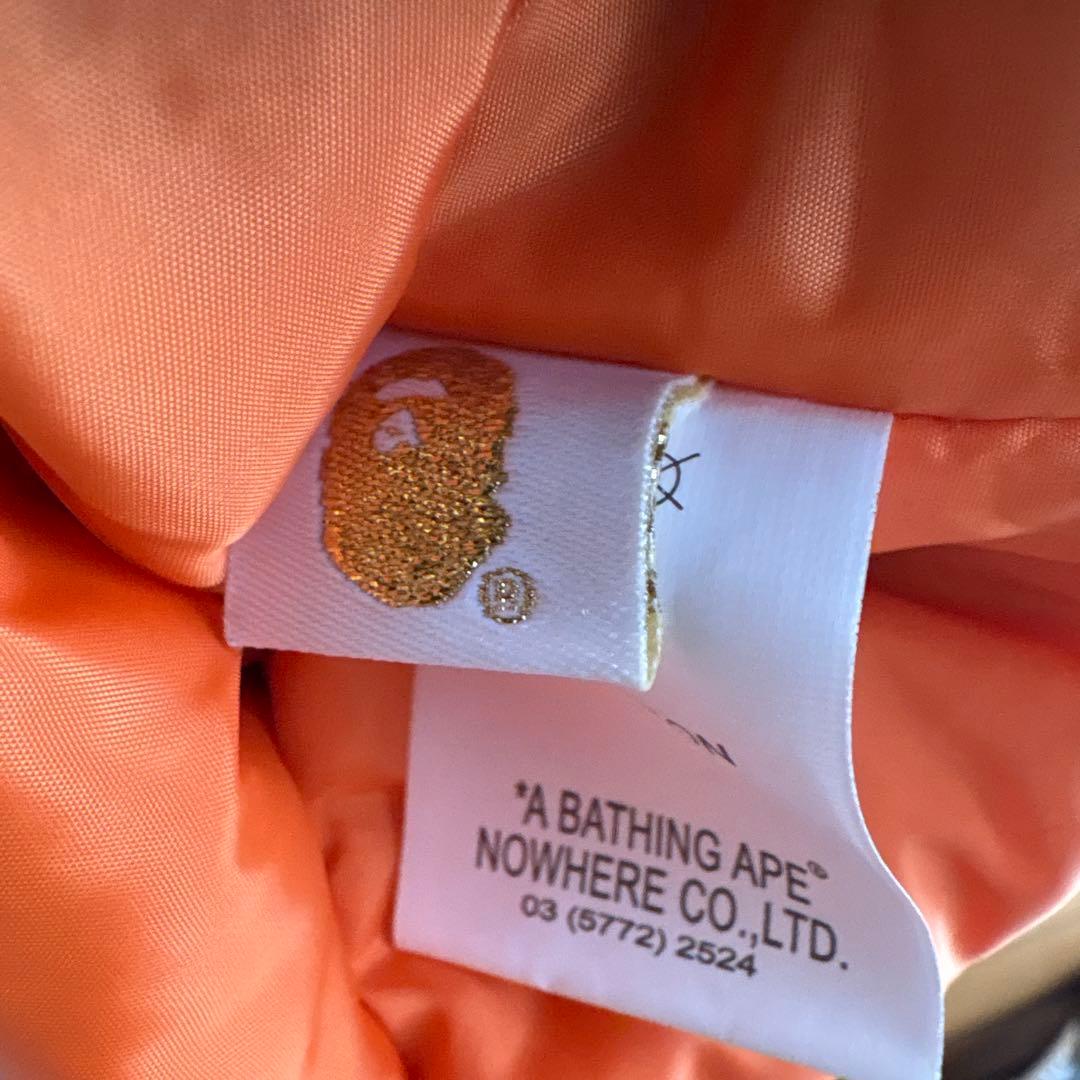 ®
*A BATHING APE®
NOWHERE CO.,LTD.
03 (5772) 2524